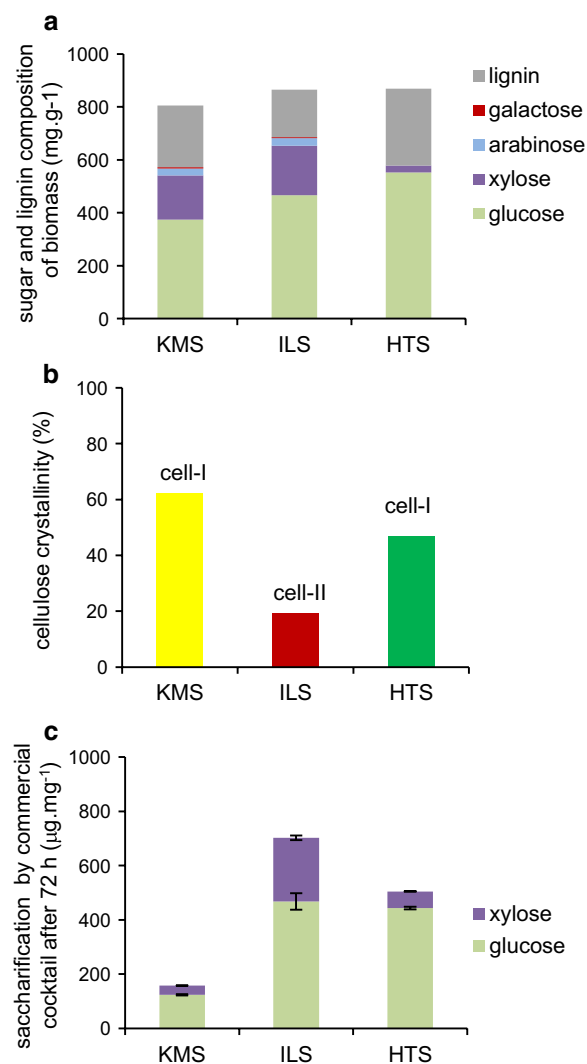 a
sugar and lignin composition
of biomass (mg.g-1)
1000
800
600
400
200
0
KMS ILS HTS
lignin
galactose
arabinose
xylose
glucose
b
cellulose crystallinity (%)
100
80
60
40
20
0
cell-I
cell-II
cell-I
KMS ILS HTS
c
saccharification by commercial
cocktail after 72 h (µg.mg⁻¹)
1000
800
600
400
200
0
KMS ILS HTS
xylose
glucose